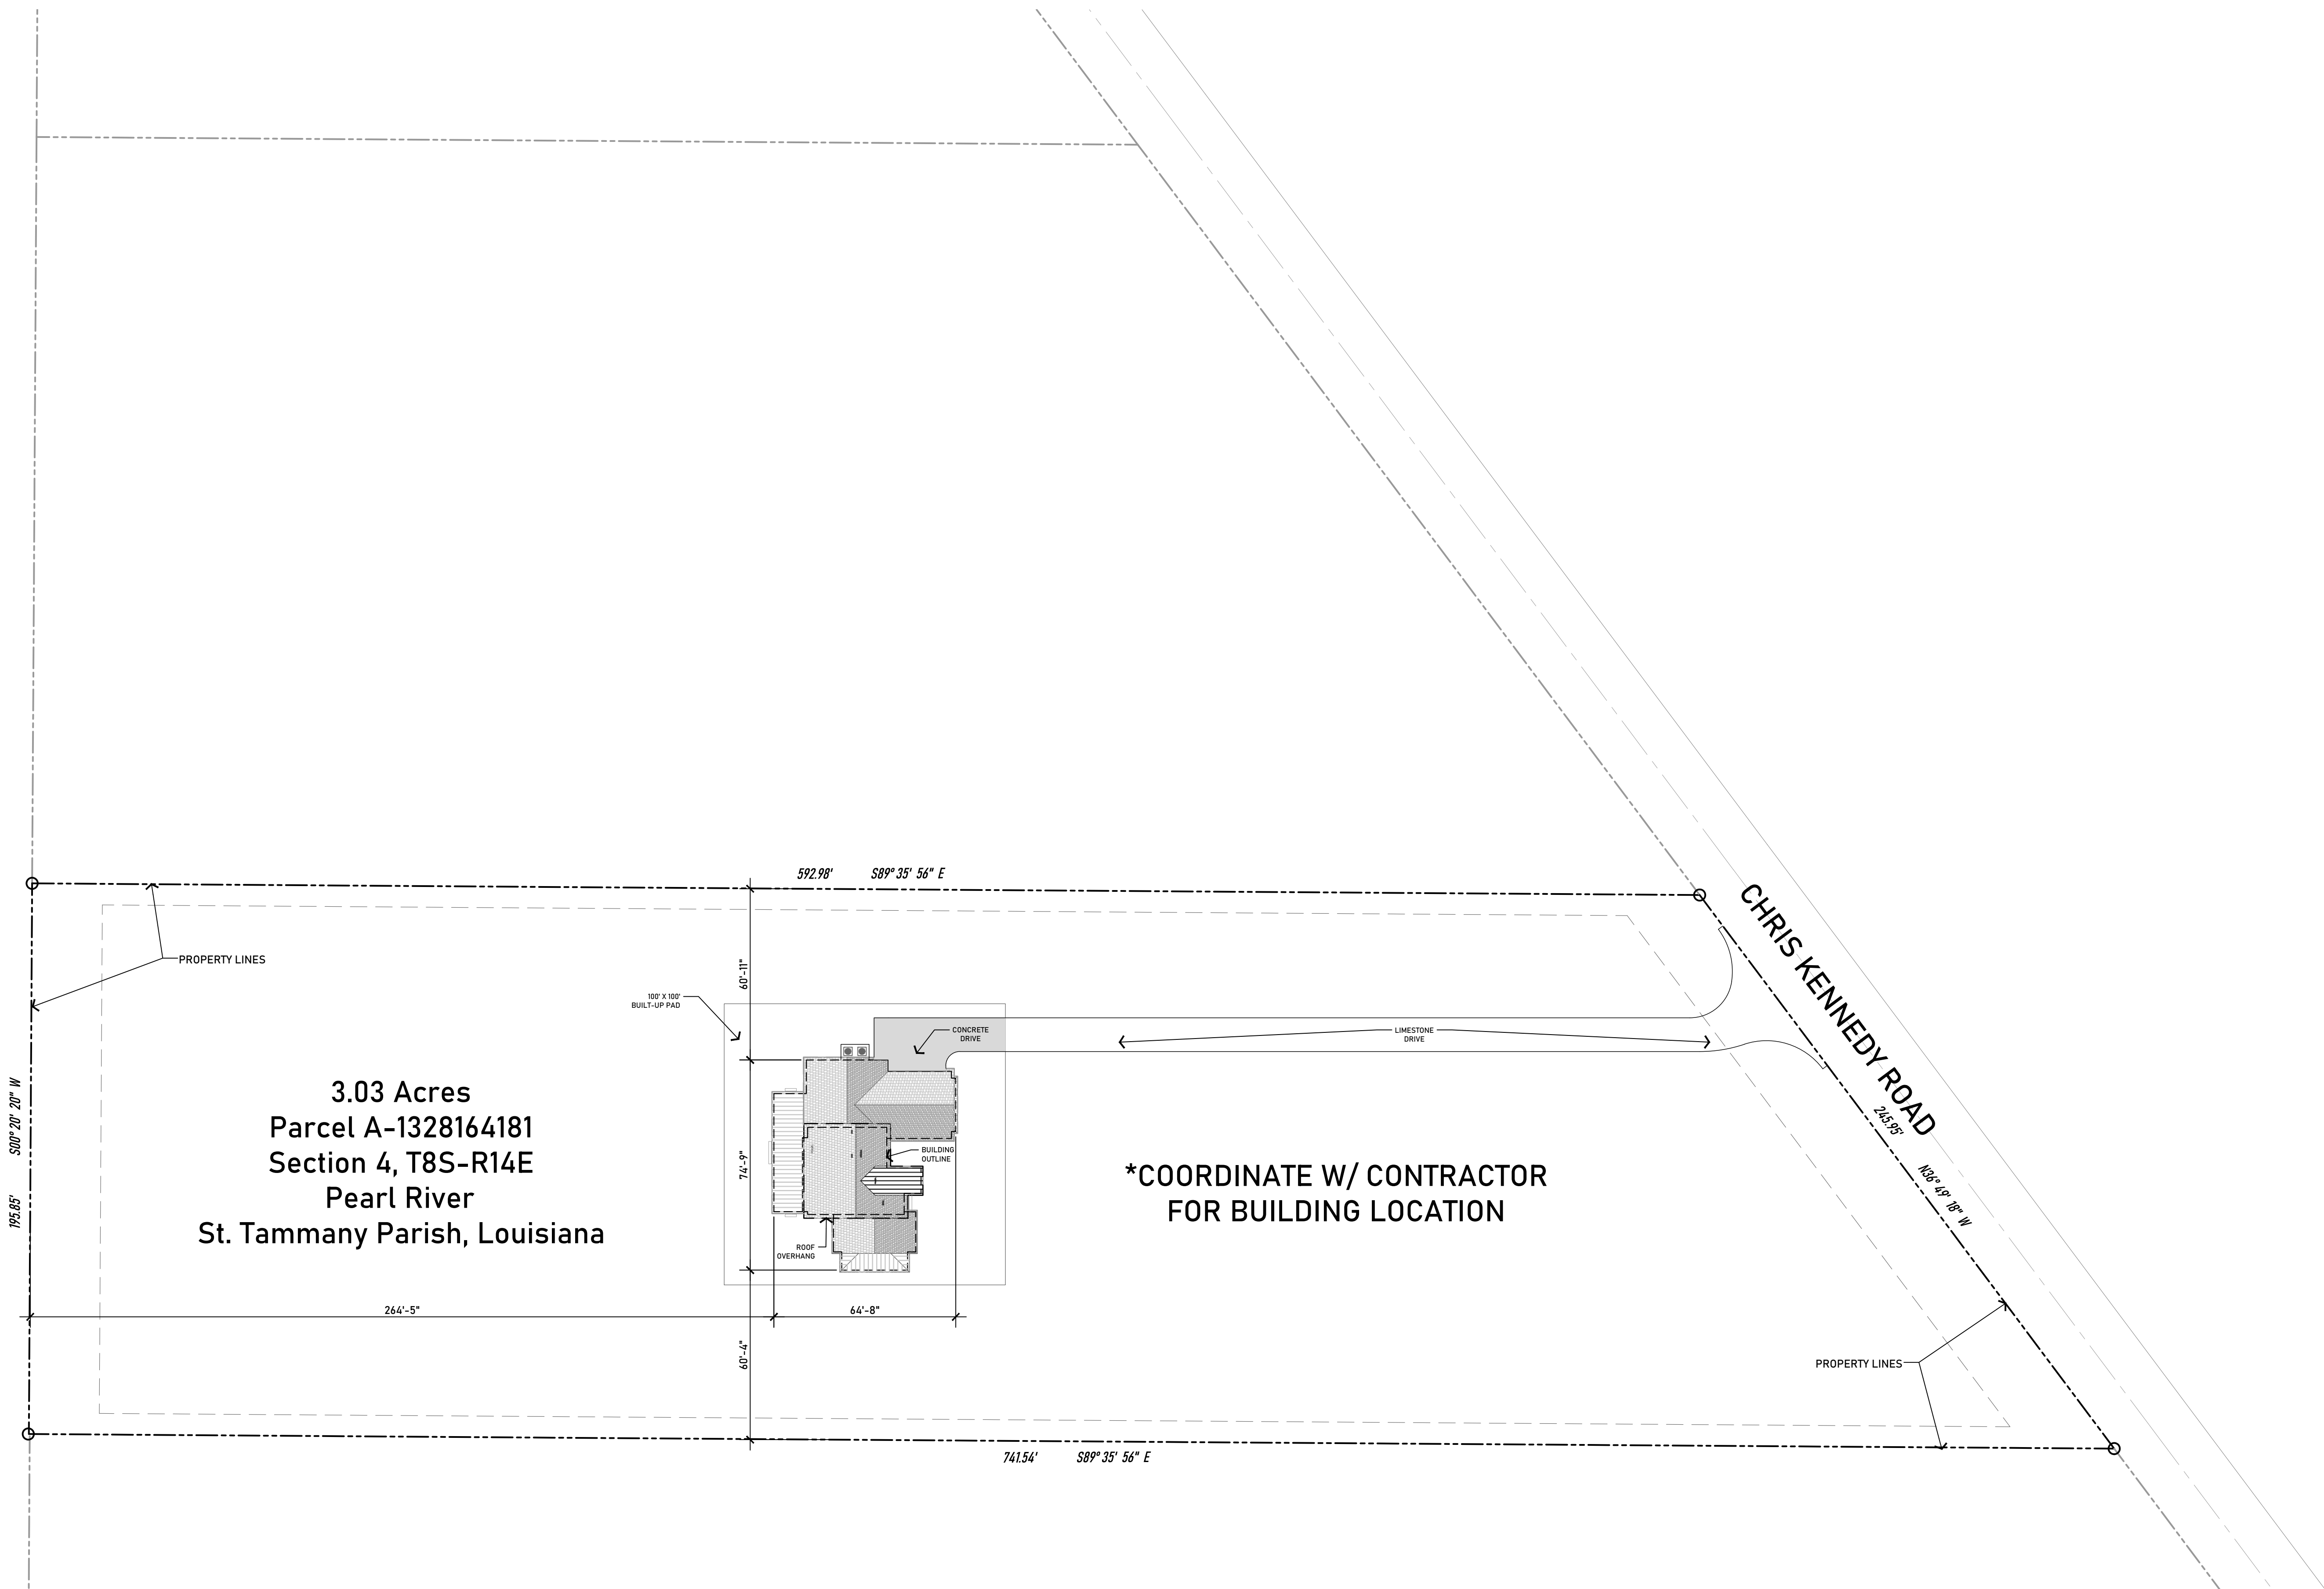 592.98' S89° 35' 56" E
CHRIS KENNEDY ROAD
PROPERTY LINES
60'-11"
100' X 100'
BUILT-UP PAD
CONCRETE
DRIVE
LIMESTONE
DRIVE
3.03 Acres
Parcel A-1328164181
Section 4, T8S-R14E
Pearl River
St. Tammany Parish, Louisiana
195.85' S00° 20' 20" W
74'-9"
BUILDING
OUTLINE
*COORDINATE W/ CONTRACTOR
FOR BUILDING LOCATION
245.95' N36° 49' 18" W
ROOF
OVERHANG
264'-5"
64'-8"
60'-4"
PROPERTY LINES
741.54' S89° 35' 56" E